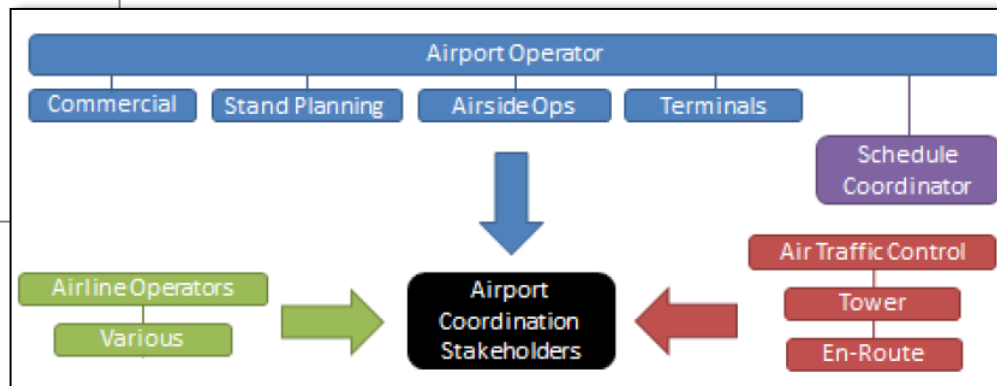 Airport Operator
Commercial
Stand Planning
Airside Ops
Terminals
Schedule
Coordinator
Airline Operators
Various
Airport
Coordination
Stakeholders
Air Traffic Control
Tower
En-Route